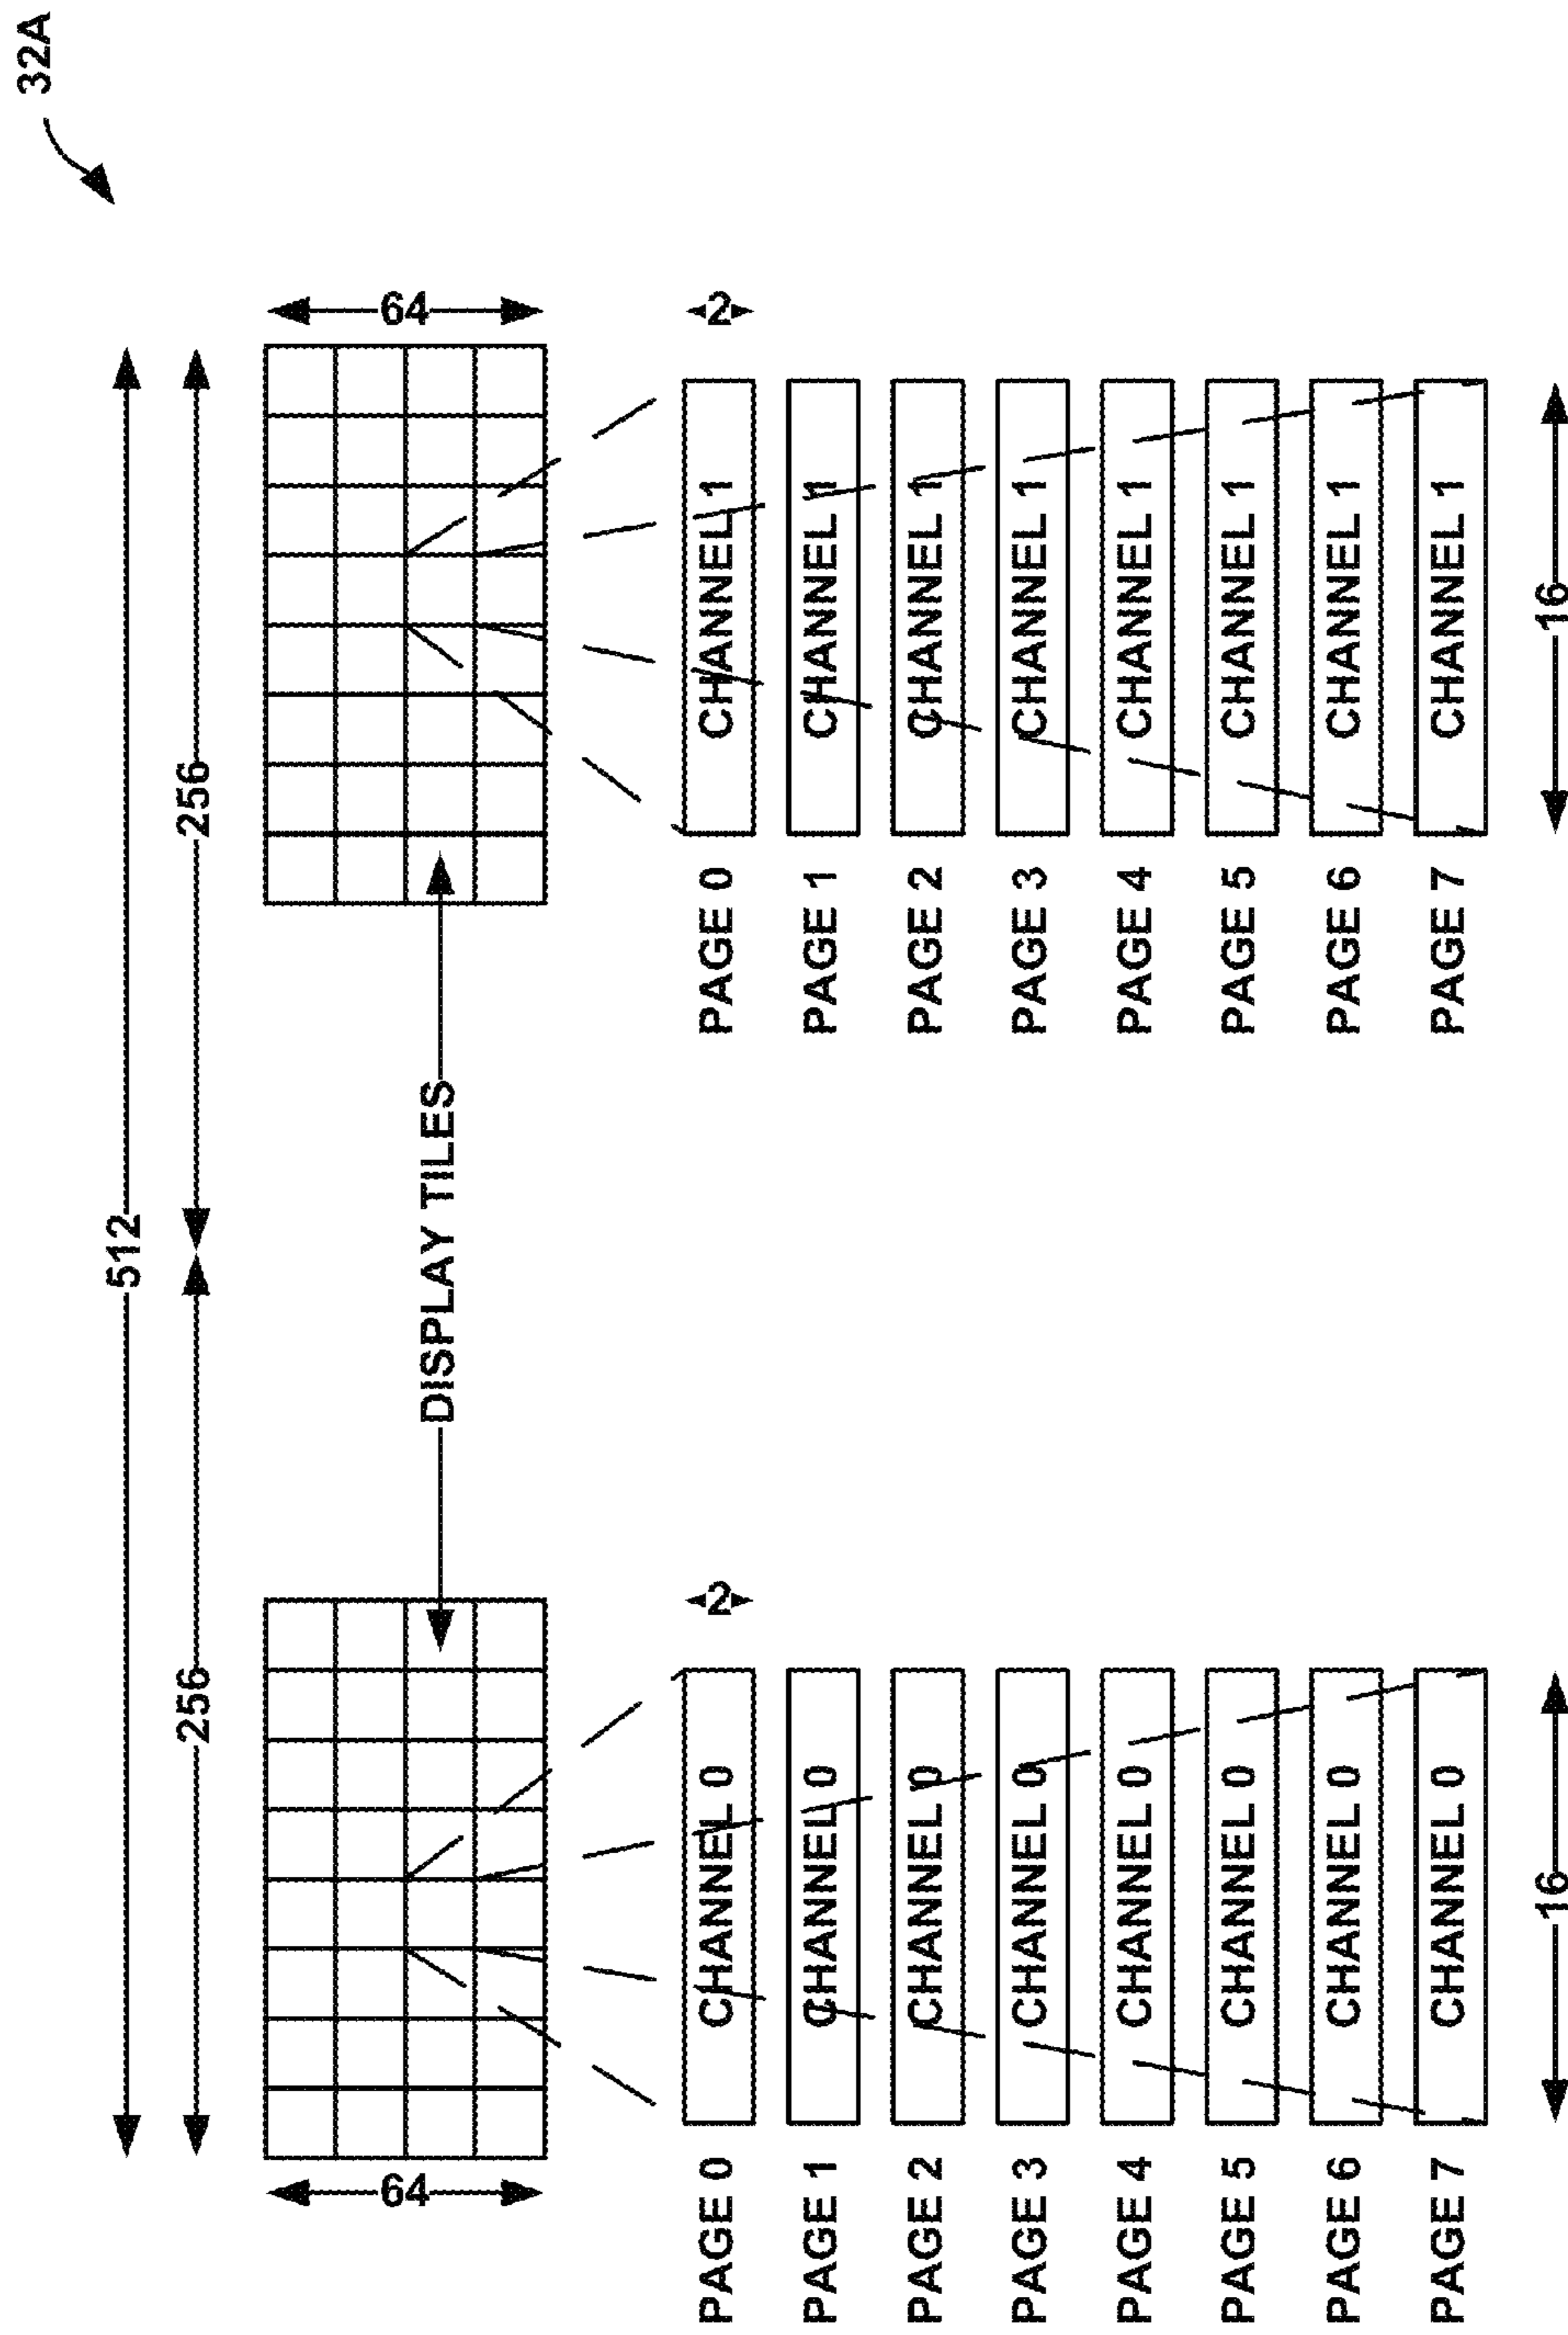 32A
512
256
256
64
64
DISPLAY TILES
2
2
PAGE 0
CHANNEL 0
PAGE 0
CHANNEL 1
PAGE 1
CHANNEL 0
PAGE 1
CHANNEL 1
PAGE 2
CHANNEL 0
PAGE 2
CHANNEL 1
PAGE 3
CHANNEL 0
PAGE 3
CHANNEL 1
PAGE 4
CHANNEL 0
PAGE 4
CHANNEL 1
PAGE 5
CHANNEL 0
PAGE 5
CHANNEL 1
PAGE 6
CHANNEL 0
PAGE 6
CHANNEL 1
PAGE 7
CHANNEL 0
PAGE 7
CHANNEL 1
16
16